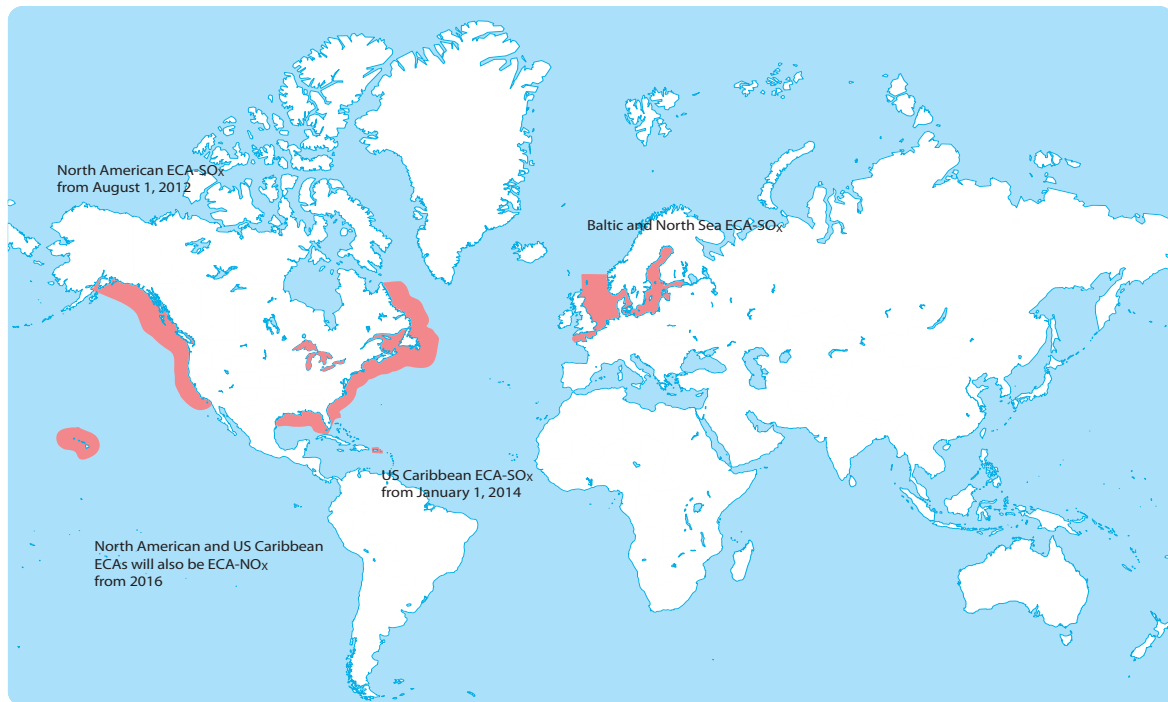 North American ECA-SOx
from August 1, 2012
Baltic and North Sea ECA-SOx
US Caribbean ECA-SOx
from January 1, 2014
North American and US Caribbean
ECAs will also be ECA-NOx
from 2016